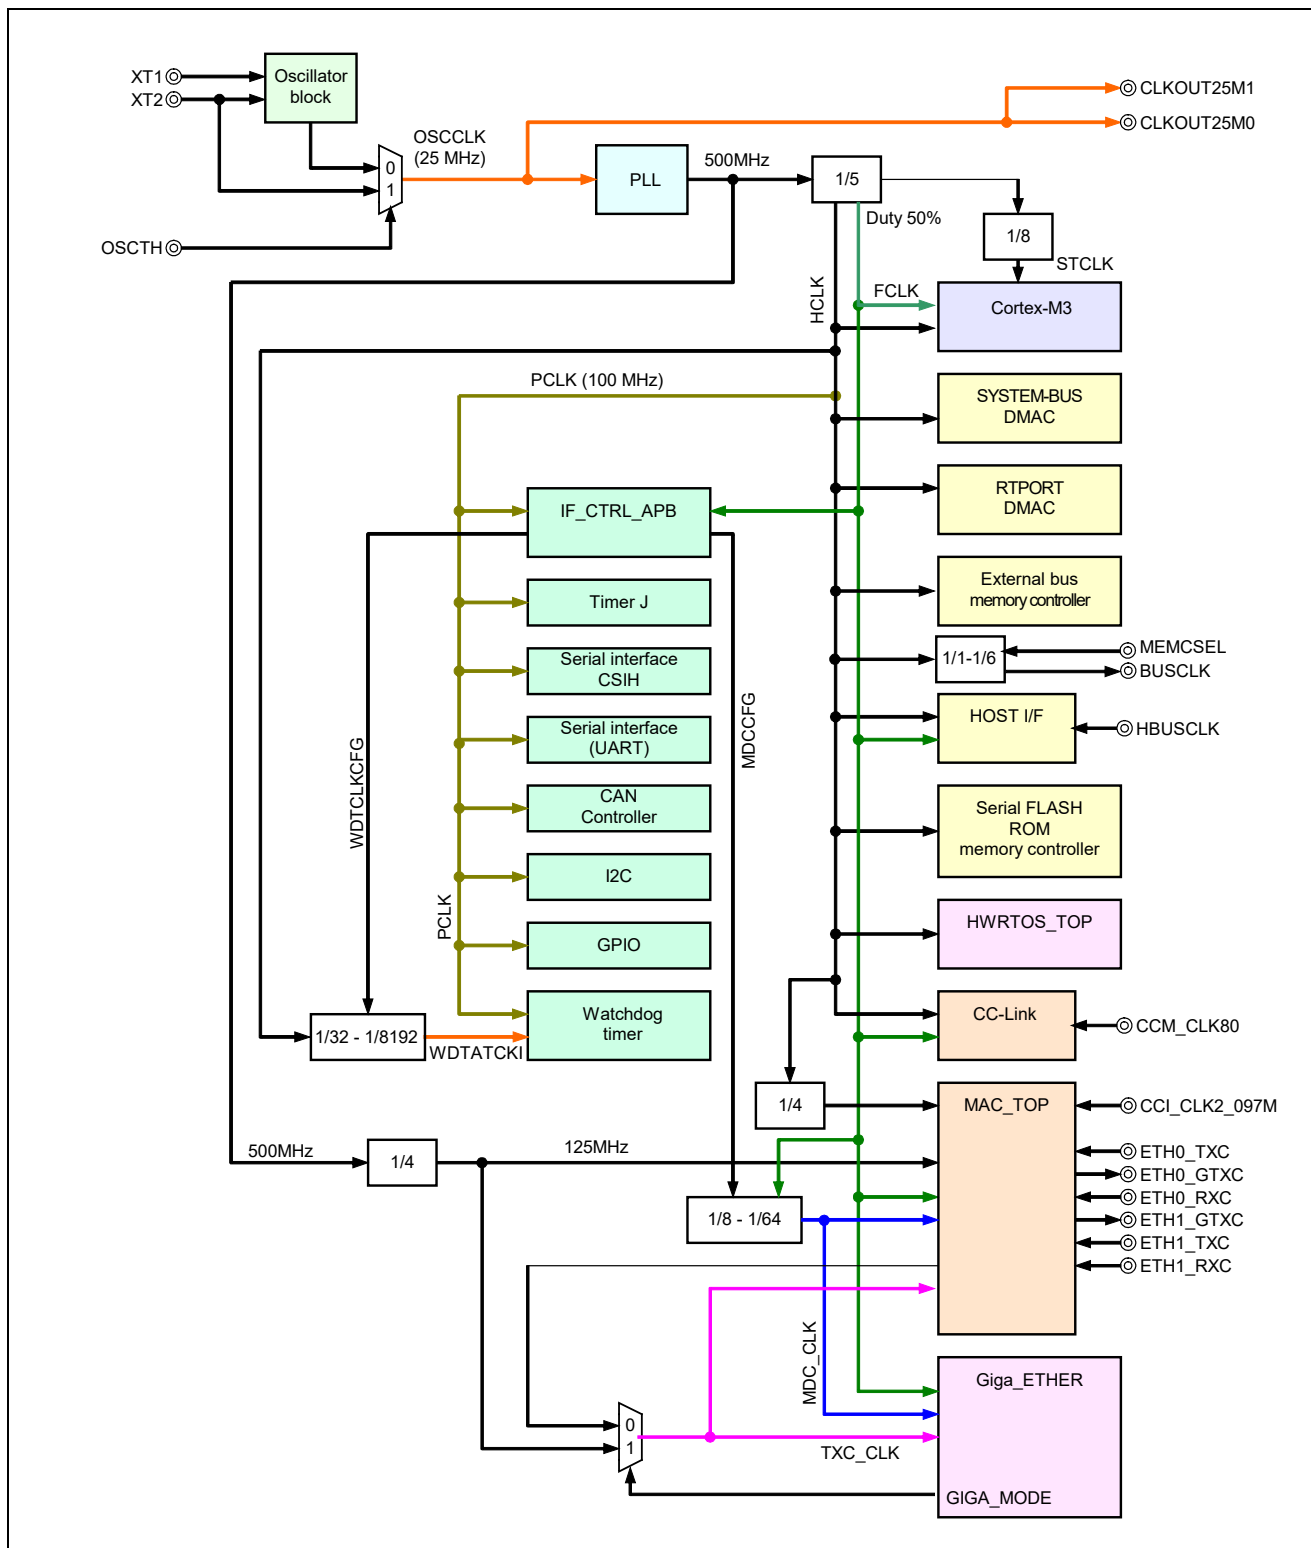 XT1
XT2
Oscillator
block
OSCCLK
(25 MHz)
0
1
OSCTH
PLL
500MHz
1/5
Duty 50%
1/8
STCLK
CLKOUT25M1
CLKOUT25M0
HCLK
FCLK
Cortex-M3
PCLK (100 MHz)
SYSTEM-BUS
DMAC
RTPORT
DMAC
IF_CTRL_APB
External bus
memory controller
Timer J
1/1-1/6
MEMCSEL
BUSCLK
Serial interface
CSIH
HOST I/F
HBUSCLK
Serial interface
(UART)
WDTCLKCFG
MDCCFG
CAN
Controller
Serial FLASH
ROM
memory controller
I2C
PCLK
GPIO
HWRTOS_TOP
Watchdog
timer
1/32 - 1/8192
WDTATCKI
CC-Link
CCM_CLK80
1/4
MAC_TOP
CCI_CLK2_097M
500MHz
1/4
125MHz
ETH0_TXC
ETH0_GTXC
ETH0_RXC
ETH1_GTXC
ETH1_TXC
ETH1_RXC
1/8 - 1/64
MDC_CLK
Giga_ETHER
0
1
TXC_CLK
GIGA_MODE